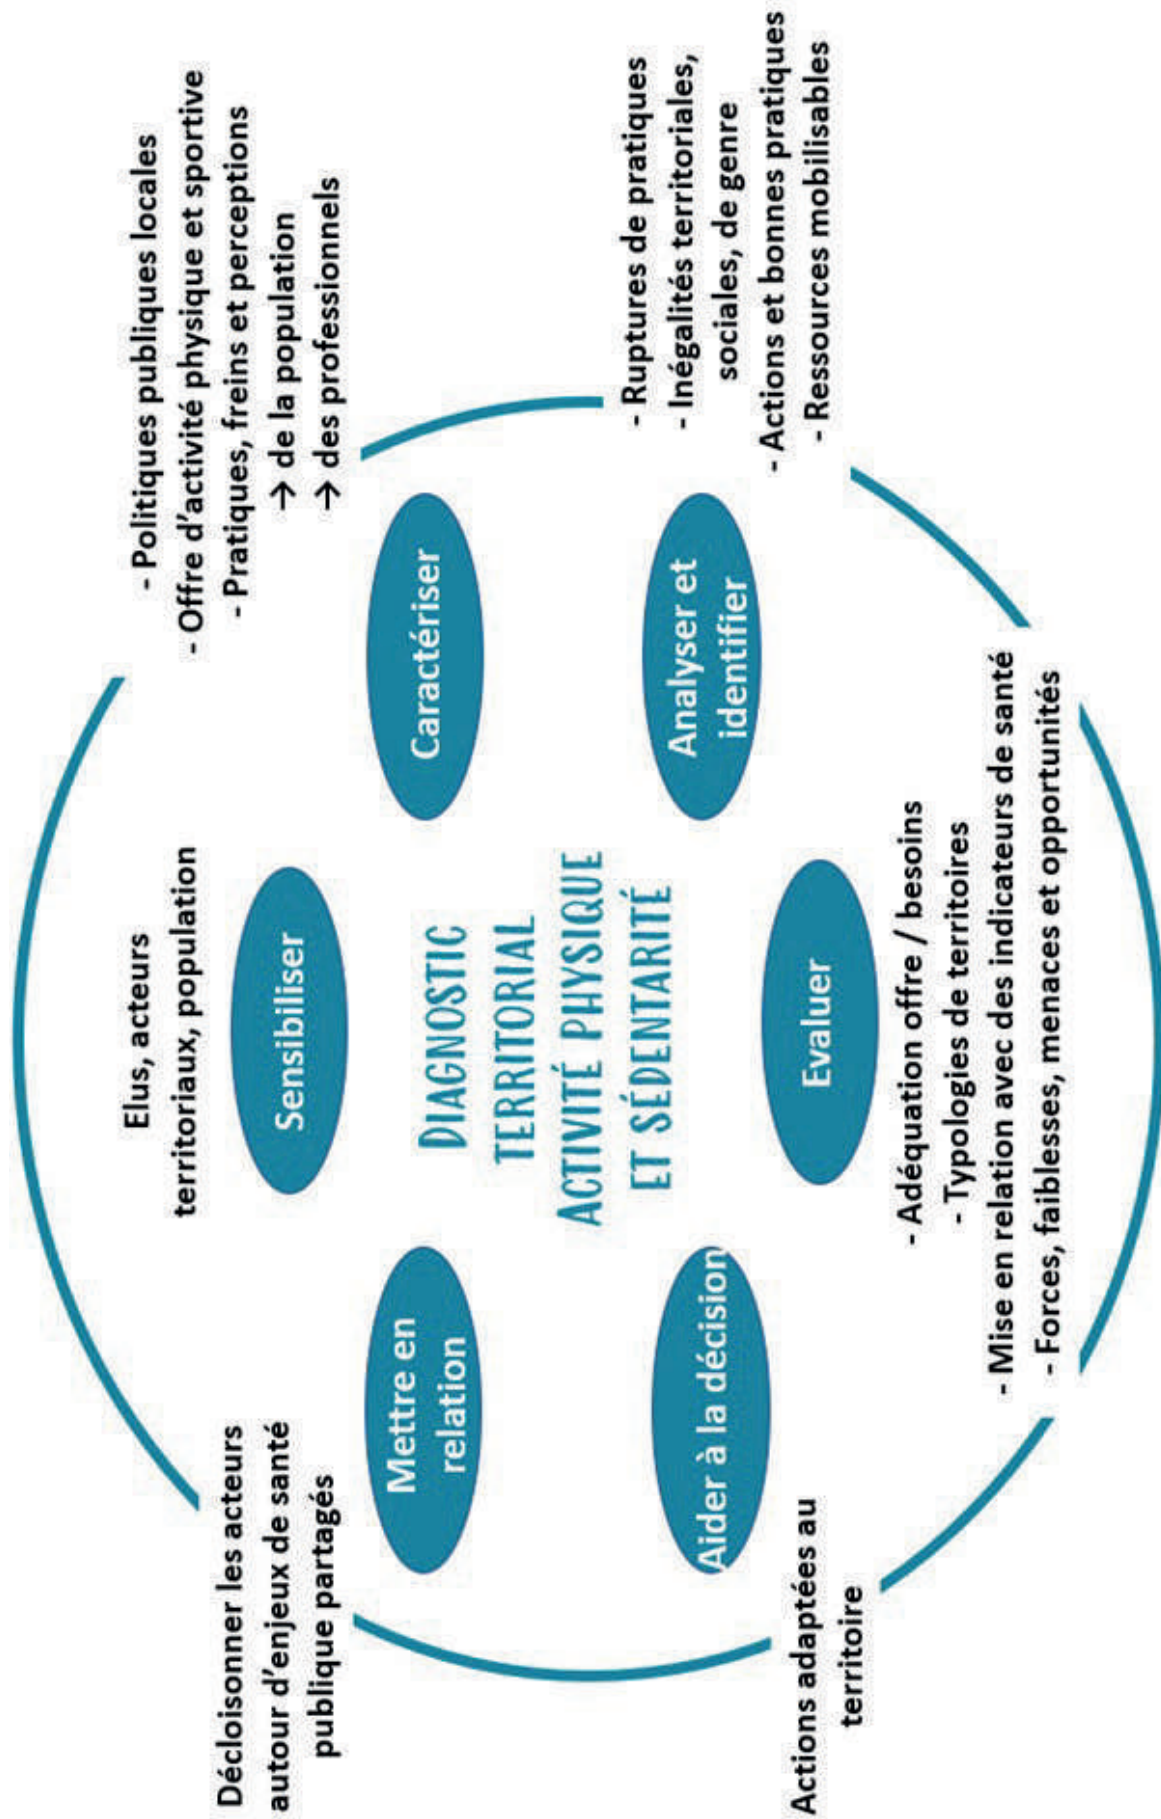 Elus, acteurs
territoriaux, population
Sensibiliser
- Politiques publiques locales
- Offre d'activité physique et sportive
- Pratiques, freins et perceptions
→ de la population
→ des professionnels
Caractériser
- Ruptures de pratiques
- Inégalités territoriales,
sociales, de genre
- Actions et bonnes pratiques
- Ressources mobilisables
Analyser et
identifier
Evaluer
- Adéquation offre / besoins
- Typologies de territoires
- Mise en relation avec des indicateurs de santé
- Forces, faiblesses, menaces et opportunités
Aider à la décision
Actions adaptées au
territoire
Mettre en
relation
Décloisonner les acteurs
autour d'enjeux de santé
publique partagés
DIAGNOSTIC
TERRITORIAL
ACTIVITÉ PHYSIQUE
ET SÉDENTARITÉ